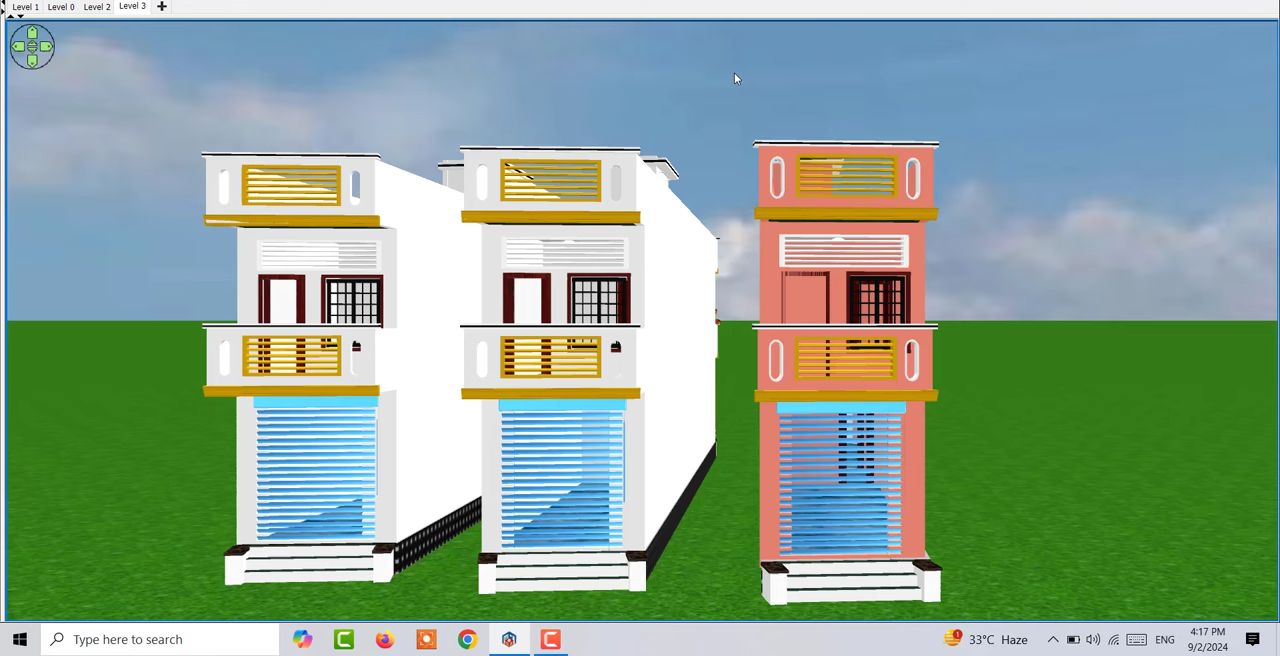 Level 1 Level 0 Level 2 Level 3
Type here to search
1
33°C Haze
ENG
4:17 PM
9/2/2024